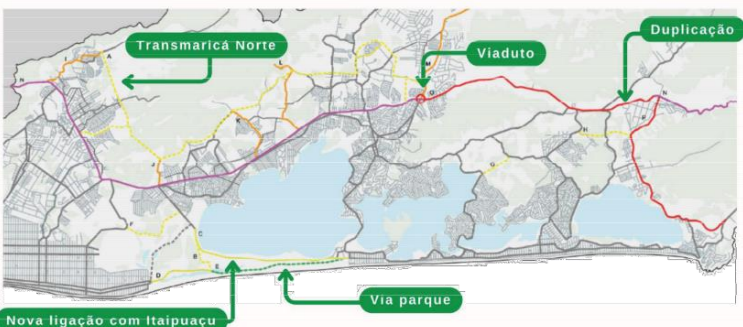 Duplicação
Transmaricá Norte
Viaduto
N
I
A
L
M
O
N
P
K
H
J
G
F
C
B
E
D
Via parque
Nova ligação com Itaipuaçu